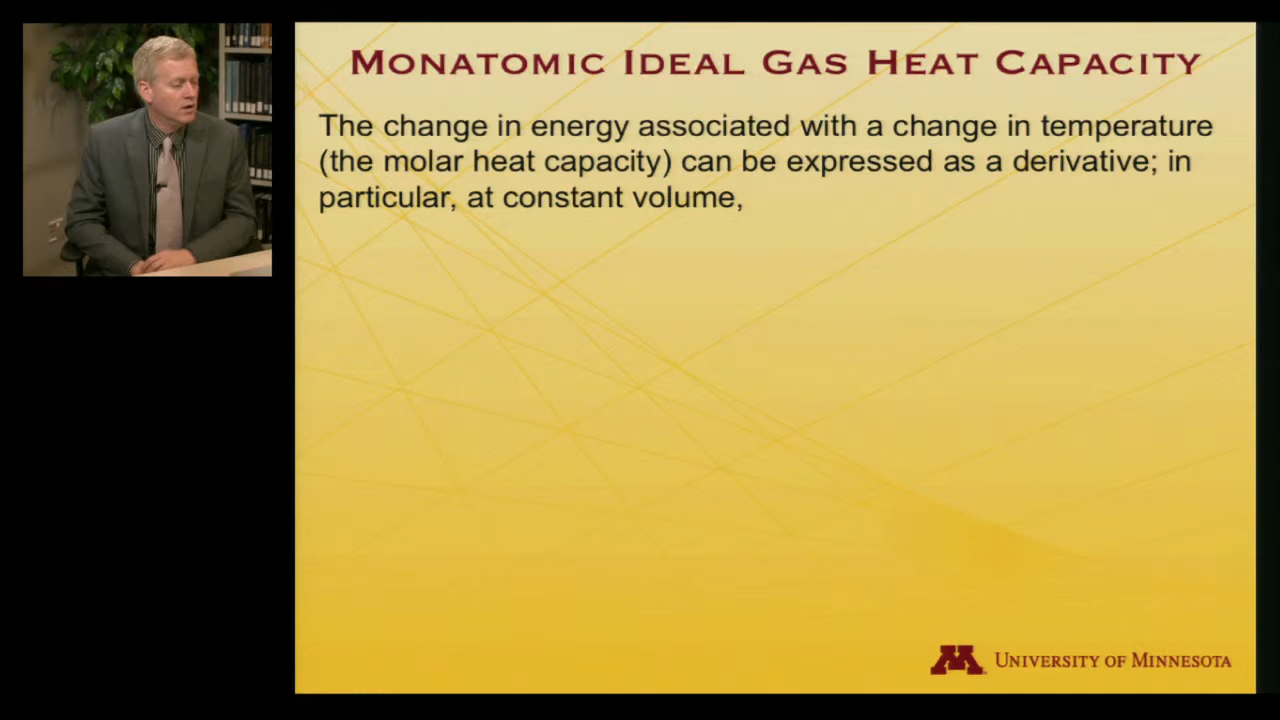 Monatomic Ideal Gas Heat Capacity
The change in energy associated with a change in temperature
(the molar heat capacity) can be expressed as a derivative; in
particular, at constant volume,
M
University of Minnesota